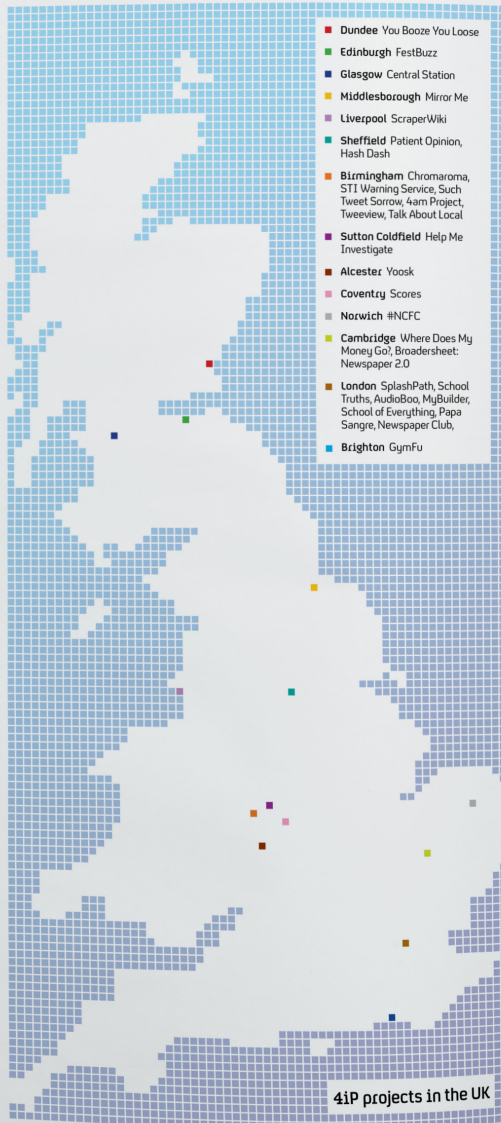 Dundee You Booze You Loose
Edinburgh FestBuzz
Glasgow Central Station
Middlesborough Mirror Me
Liverpool ScraperWiki
Sheffield Patient Opinion,
Hash Dash
Birmingham Chromaroma,
STI Warning Service, Such
Tweet Sorrow, 4am Project,
Tweeview, Talk About Local
Sutton Coldfield Help Me
Investigate
Alcester Yoosk
Coventry Scores
Norwich #NCFC
Cambridge Where Does My
Money Go?, Broadersheet:
Newspaper 2.0
London SplashPath, School
Truths, AudioBoo, MyBuilder,
School of Everything, Papa
Sangre, Newspaper Club,
Brighton GymFu
4iP projects in the UK